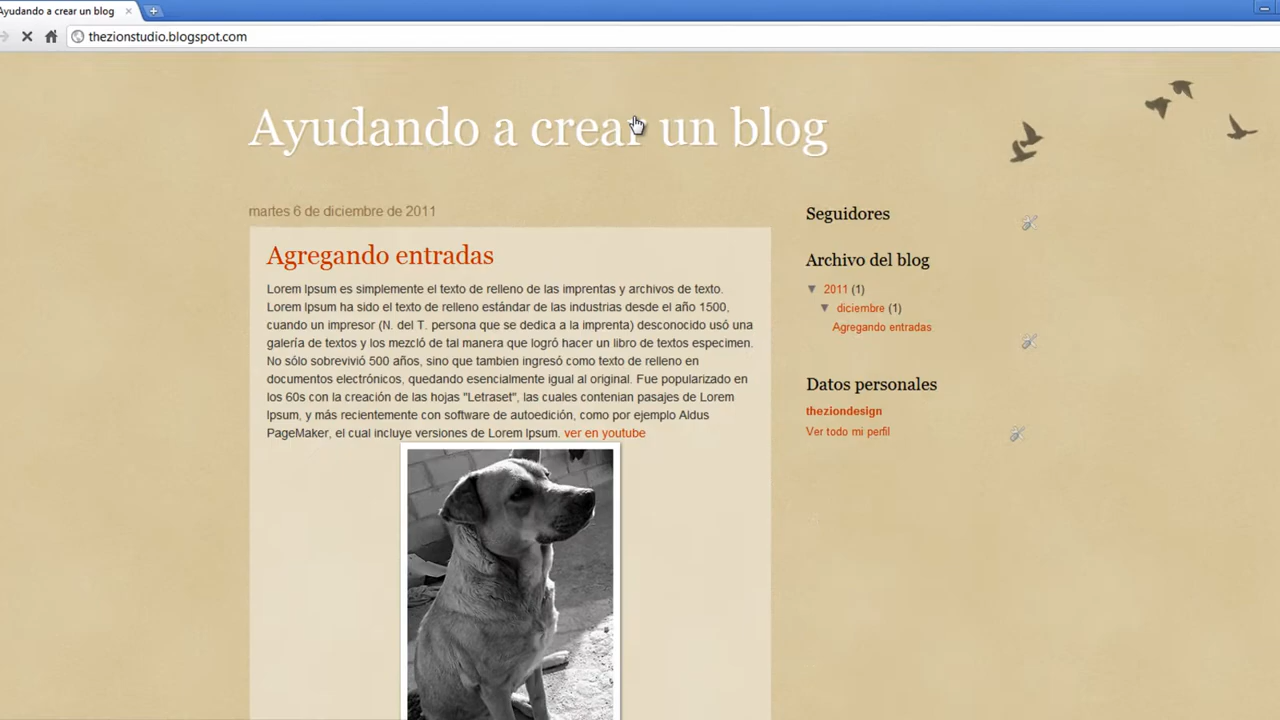 Ayudando a crear un blog
thezionstudio.blogspot.com
Ayudando a crear un blog
martes 6 de diciembre de 2011
Agregando entradas
Lorem Ipsum es simplemente el texto de relleno de las imprentas y archivos de texto.
Lorem Ipsum ha sido el texto de relleno estándar de las industrias desde el año 1500,
cuando un impresor (N. del T. persona que se dedica a la imprenta) desconocido usó una
galería de textos y los mezcló de tal manera que logró hacer un libro de textos especimen.
No sólo sobrevivió 500 años, sino que tambien ingresó como texto de relleno en
documentos electrónicos, quedando esencialmente igual al original. Fue popularizado en
los 60s con la creación de las hojas "Letraset", las cuales contenian pasajes de Lorem
Ipsum, y más recientemente con software de autoedición, como por ejemplo Aldus
PageMaker, el cual incluye versiones de Lorem Ipsum. ver en youtube
Seguidores
Archivo del blog
▼ 2011 (1)
▼ diciembre (1)
Agregando entradas
Datos personales
theziondesign
Ver todo mi perfil